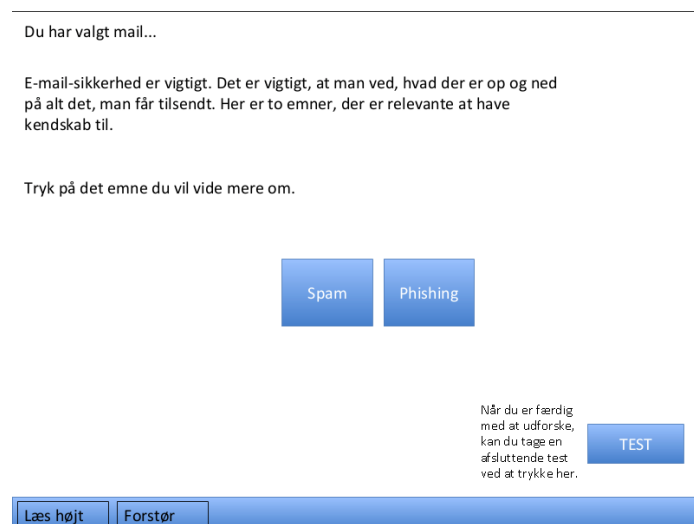 Du har valgt mail...
E-mail-sikkerhed er vigtigt. Det er vigtigt, at man ved, hvad der er op og ned
på alt det, man får tilsendt. Her er to emner, der er relevante at have
kendskab til.
Tryk på det emne du vil vide mere om.
Spam
Phishing
Når du er færdig
med at udforske,
kan du tage en
afsluttende test
ved at trykke her.
TEST
Læs højt
Forstør